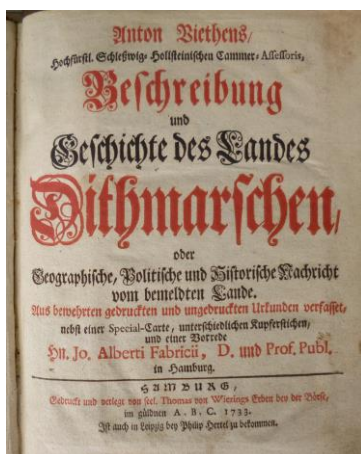 Anton Viethens,
Hochfürstl. Schleßwig-Hollsteinischen Cammer-Assessoris,
Beschreibung
und
Geschichte des Landes
Dithmarschen,
oder
Geographische, Politische und Historische Nachricht
vom bemeldten Lande.
Aus bewehrten gedruckten und ungedruckten Urkunden verfasset,
nebst einer Special-Carte, unterschiedlichen Kupferstichen,
und einer Vorrede
Hn. Jo. Alberti Fabricii, D. und Prof. Publ.
in Hamburg.
HAMBURG,
Gedruckt und verlegt von seel. Thomas von Wierings Erben bey der Börse,
im güldnen A. B. C. 1733.
Ist auch in Leipzig bey Philip Hertel zu bekommen.